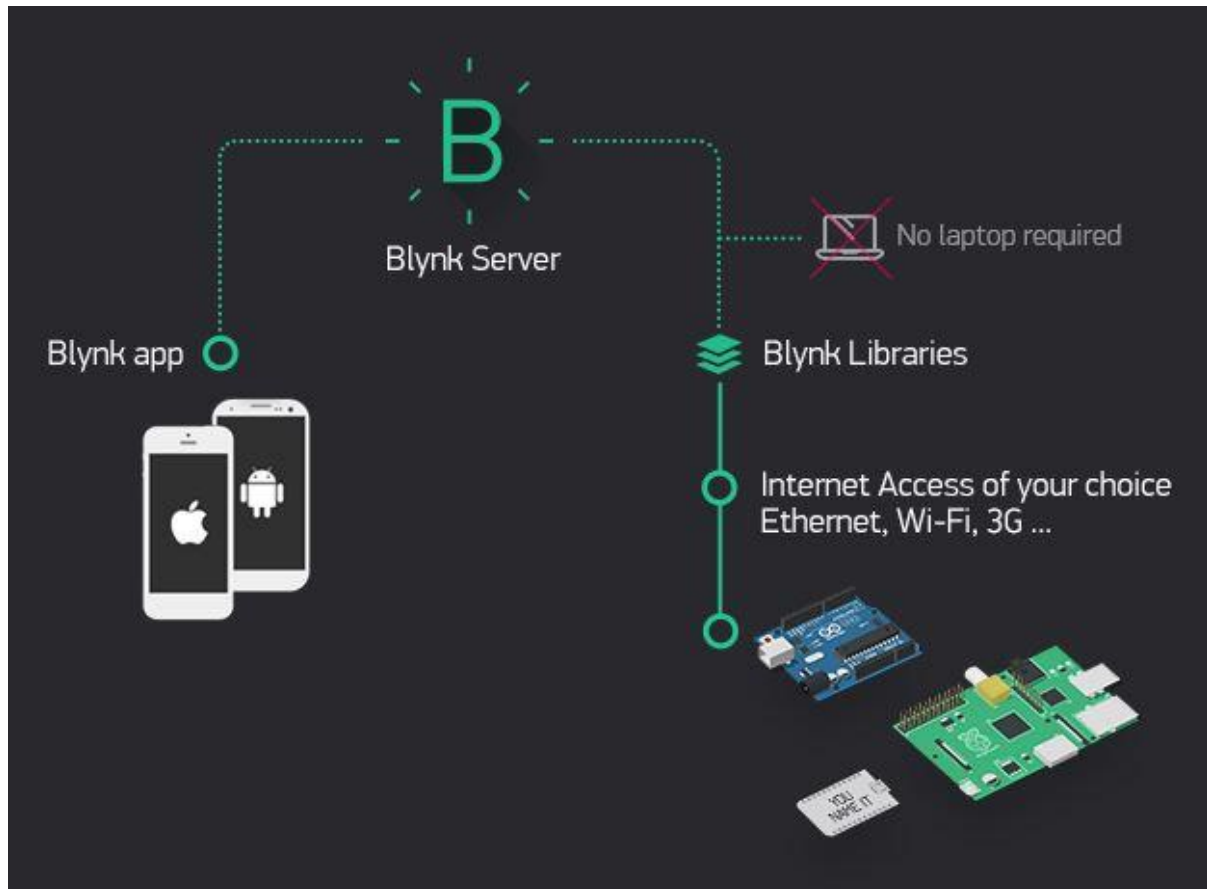 B
Blynk Server
No laptop required
Blynk app
Blynk Libraries
Internet Access of your choice
Ethernet, Wi-Fi, 3G ...
YOU
NAME IT